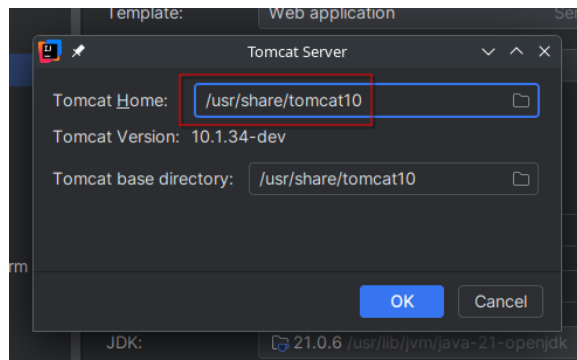 Template: Web application Se
Tomcat Server
Tomcat Home: /usr/share/tomcat10
Tomcat Version: 10.1.34-dev
Tomcat base directory: /usr/share/tomcat10
rm
OK Cancel
JDK: 21.0.6 /usr/lib/jvm/java-21-openjdk